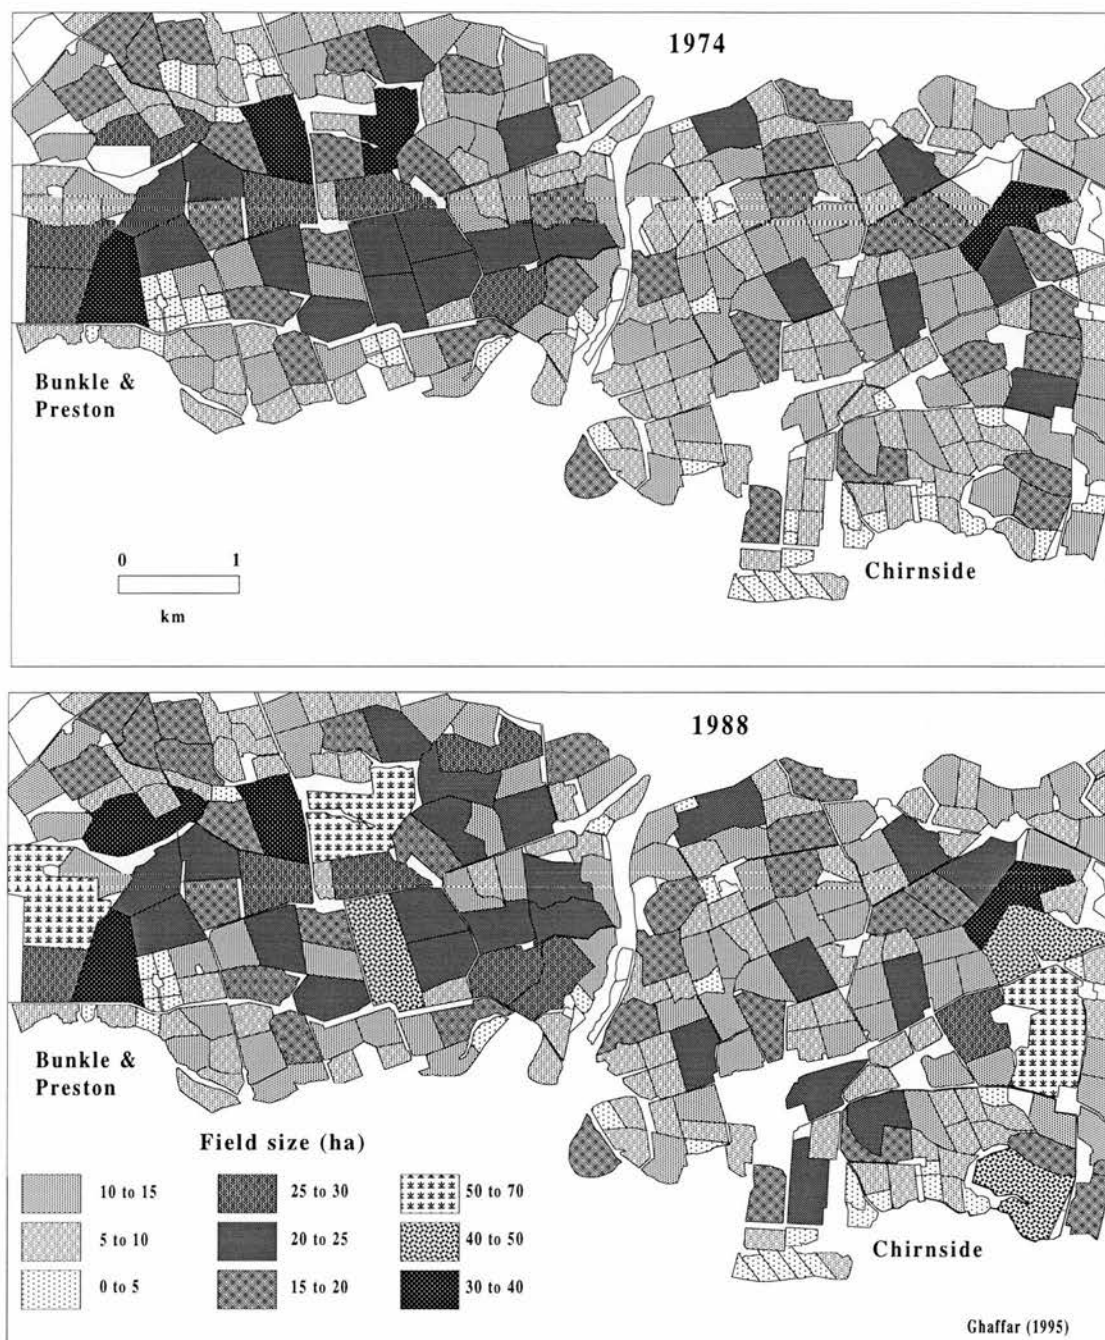 1974
Bunkle &
Preston
0 1
km
Chirnside
1988
Bunkle &
Preston
Field size (ha)
10 to 15 25 to 30 50 to 70
5 to 10 20 to 25 40 to 50
0 to 5 15 to 20 30 to 40
Chirnside
Ghaffar (1995)